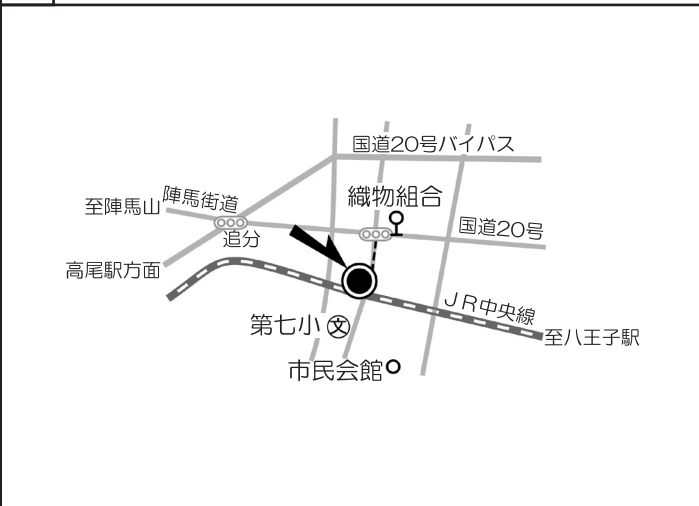 国道20号バイパス
織物組合
陣馬街道
至陣馬山
国道20号
追分
高尾駅方面
JR中央線
第七小 文
至八王子駅
市民会館